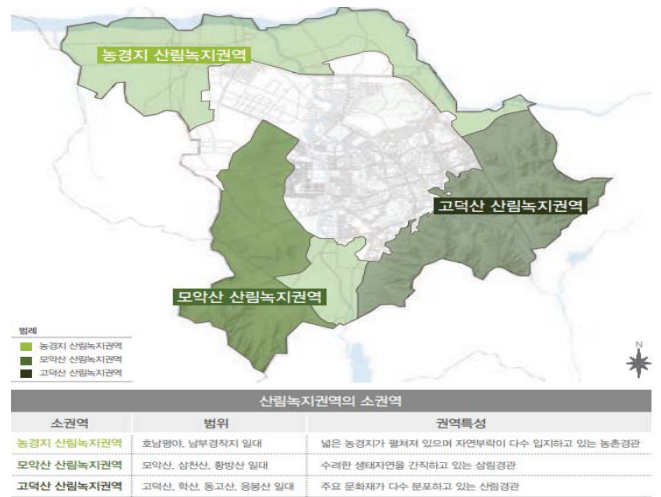 농경지 산림녹지권역
고덕산 산림녹지권역
모악산 산림녹지권역
범례
농경지 산림녹지권역
모악산 산림녹지권역
고덕산 산림녹지권역
N
산림녹지권역의 소권역
소권역 범위 권역특성
농경지 산림녹지권역 호남평야, 남부경작지 일대 넓은 농경지가 펼쳐져 있으며 자연부락이 다수 입지하고 있는 농촌경관
모악산 산림녹지권역 모악산, 삼천산, 황방산 일대 수려한 생태자연을 간직하고 있는 삼림경관
고덕산 산림녹지권역 고덕산, 학산, 동고산, 응봉산 일대 주요 문화재가 다수 분포하고 있는 산림경관